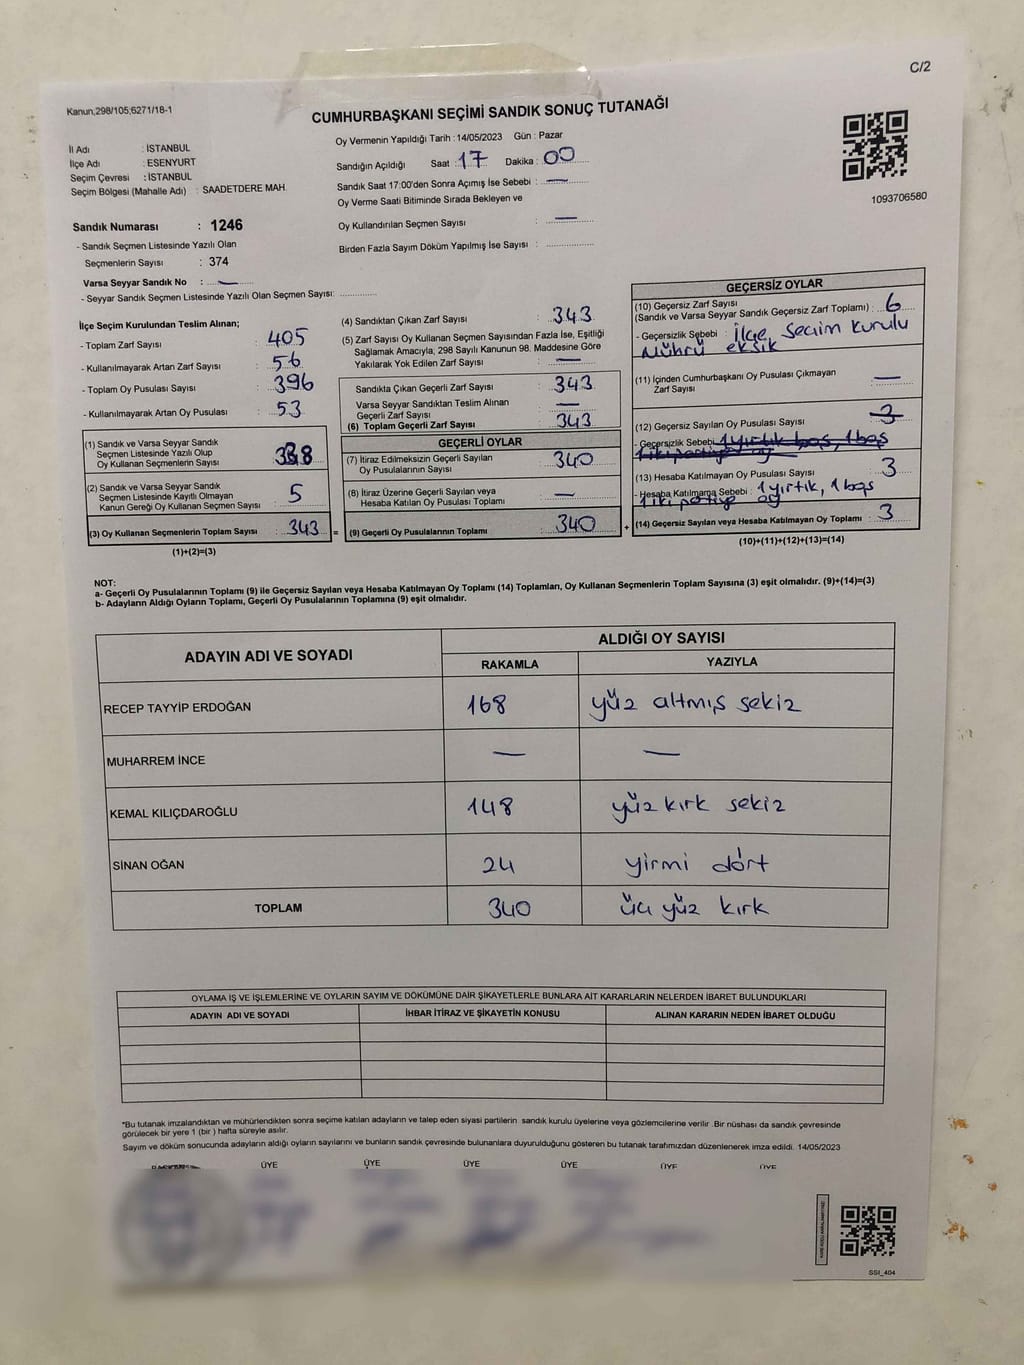 C/2
Kanun,298/105;6271/18-1
CUMHURBAŞKANI SEÇİMİ SANDIK SONUÇ TUTANAĞI
Oy Vermenin Yapıldığı Tarih : 14/05/2023 Gün : Pazar
İl Adı : İSTANBUL
İlçe Adı : ESENYURT
Seçim Çevresi : İSTANBUL
Seçim Bölgesi (Mahalle Adı) : SAADETDERE MAH.
Sandığın Açıldığı Saat : 17 Dakika : 00
Sandık Saat 17:00'den Sonra Açımış İse Sebebi : —
Oy Verme Saati Bitiminde Sırada Bekleyen ve
Oy Kullandırılan Seçmen Sayısı : —
Birden Fazla Sayım Döküm Yapılmış İse Sayısı :
1093706580
Sandık Numarası : 1246
- Sandık Seçmen Listesinde Yazılı Olan
Seçmenlerin Sayısı : 374
Varsa Seyyar Sandık No : —
- Seyyar Sandık Seçmen Listesinde Yazılı Olan Seçmen Sayısı:
İlçe Seçim Kurulundan Teslim Alınan;
- Toplam Zarf Sayısı : 405
- Kullanılmayarak Artan Zarf Sayısı : 56
- Toplam Oy Pusulası Sayısı : 396
- Kullanılmayarak Artan Oy Pusulası : 53
(1) Sandık ve Varsa Seyyar Sandık
Seçmen Listesinde Yazılı Olup
Oy Kullanan Seçmenlerin Sayısı 338
(2) Sandık ve Varsa Seyyar Sandık
Seçmen Listesinde Kayıtlı Olmayan
Kanun Gereği Oy Kullanan Seçmen Sayısı : 5
(3) Oy Kullanan Seçmenlerin Toplam Sayısı : 343 =
(1)+(2)=(3)
(4) Sandıktan Çıkan Zarf Sayısı : 343
(5) Zarf Sayısı Oy Kullanan Seçmen Sayısından Fazla İse, Eşitliği
Sağlamak Amacıyla, 298 Sayılı Kanunun 98. Maddesine Göre
Yakılarak Yok Edilen Zarf Sayısı : —
Sandıkta Çıkan Geçerli Zarf Sayısı : 343
Varsa Seyyar Sandıktan Teslim Alınan
Geçerli Zarf Sayısı : —
(6) Toplam Geçerli Zarf Sayısı : 343
GEÇERLİ OYLAR
(7) İtiraz Edilmeksizin Geçerli Sayılan
Oy Pusulalarının Sayısı : 340
(8) İtiraz Üzerine Geçerli Sayılan veya
Hesaba Katılan Oy Pusulası Toplamı : —
(9) Geçerli Oy Pusulalarının Toplamı : 340 +
GEÇERSİZ OYLAR
(10) Geçersiz Zarf Sayısı
(Sandık ve Varsa Seyyar Sandık Geçersiz Zarf Toplamı) : 6
- Geçersizlik Sebebi : İlçe seçim kurulu
Mührü eksik
(11) İçinden Cumhurbaşkanı Oy Pusulası Çıkmayan
Zarf Sayısı : —
(12) Geçersiz Sayılan Oy Pusulası Sayısı : 3
- Geçersizlik Sebebi 1 yırtık, boş, 1 boş
1 iki partiye oy
(13) Hesaba Katılmayan Oy Pusulası Sayısı : 3
- Hesaba Katılmama Sebebi : 1 yırtık, 1 boş
1 iki partiye oy
(14) Geçersiz Sayılan veya Hesaba Katılmayan Oy Toplamı : 3
(10)+(11)+(12)+(13)=(14)
NOT:
a- Geçerli Oy Pusulalarının Toplamı (9) ile Geçersiz Sayılan veya Hesaba Katılmayan Oy Toplamı (14) Toplamları, Oy Kullanan Seçmenlerin Toplam Sayısına (3) eşit olmalıdır. (9)+(14)=(3)
b- Adayların Aldığı Oyların Toplamı, Geçerli Oy Pusulalarının Toplamına (9) eşit olmalıdır.
ADAYIN ADI VE SOYADI
ALDIĞI OY SAYISI
RAKAMLA YAZIYLA
RECEP TAYYİP ERDOĞAN 168 yüz altmış sekiz
MUHARREM İNCE — —
KEMAL KILIÇDAROĞLU 148 yüz kırk sekiz
SİNAN OĞAN 24 yirmi dört
TOPLAM 340 üç yüz kırk
OYLAMA İŞ VE İŞLEMLERİNE VE OYLARIN SAYIM VE DÖKÜMÜNE DAİR ŞİKAYETLERLE BUNLARA AİT KARARLARIN NELERDEN İBARET BULUNDUKLARI
ADAYIN ADI VE SOYADI İHBAR İTİRAZ VE ŞİKAYETİN KONUSU ALINAN KARARIN NEDEN İBARET OLDUĞU
*Bu tutanak imzalandıktan ve mühürlendikten sonra seçime katılan adayların ve talep eden siyasi partilerin sandık kurulu üyelerine veya gözlemcilerine verilir. Bir nüshası da sandık çevresinde
görülecek bir yere 1 (bir ) hafta süreyle asılır.
Sayım ve döküm sonucunda adayların aldığı oyların sayılarını ve bunların sandık çevresinde bulunanlara duyurulduğunu gösteren bu tutanak tarafımızdan düzenlenerek imza edildi. 14/05/2023
ÜYE ÜYE ÜYE ÜYE ÜYE ÜYE
SSI_404